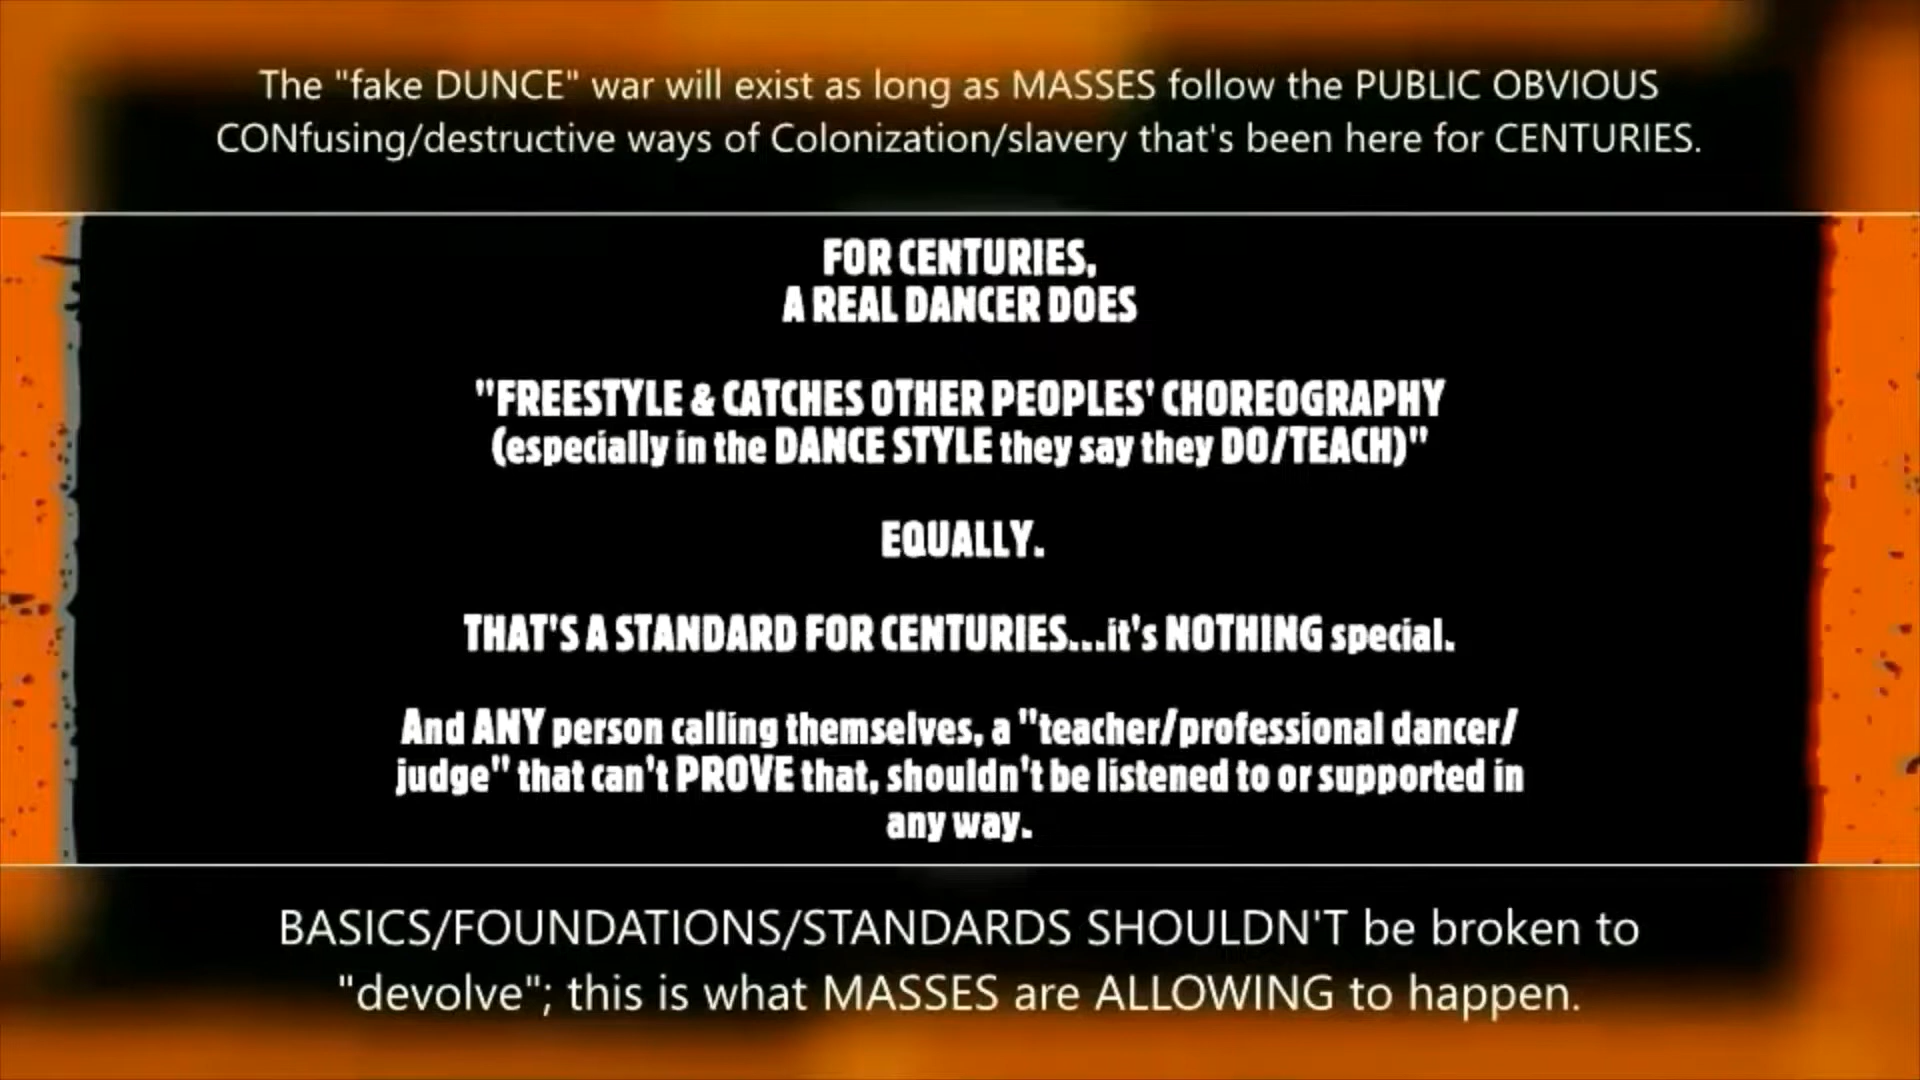 The "fake DUNCE" war will exist as long as MASSES follow the PUBLIC OBVIOUS
CONfusing/destructive ways of Colonization/slavery that's been here for CENTURIES.
FOR CENTURIES,
A REAL DANCER DOES
"FREESTYLE & CATCHES OTHER PEOPLES' CHOREOGRAPHY
(especially in the DANCE STYLE they say they DO/TEACH)"
EQUALLY.
THAT'S A STANDARD FOR CENTURIES...it's NOTHING special.
And ANY person calling themselves, a "teacher/professional dancer/
judge" that can't PROVE that, shouldn't be listened to or supported in
any way.
BASICS/FOUNDATIONS/STANDARDS SHOULDN'T be broken to
"devolve"; this is what MASSES are ALLOWING to happen.